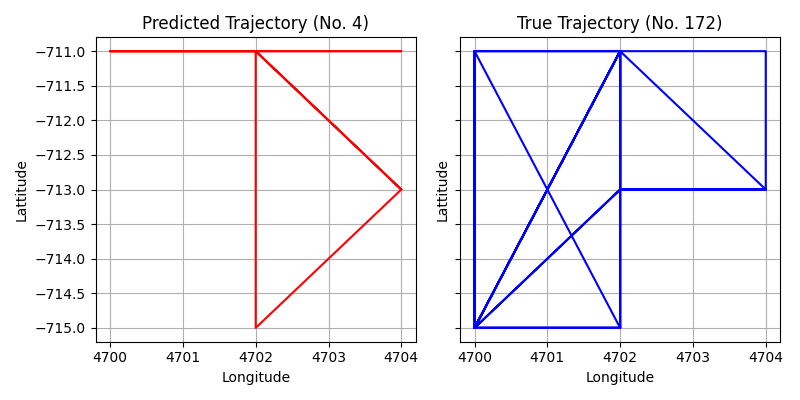 Predicted Trajectory (No. 4)
True Trajectory (No. 172)
Lattitude
−711.0
−711.5
−712.0
−712.5
−713.0
−713.5
−714.0
−714.5
−715.0
4700 4701 4702 4703 4704
Longitude
Lattitude
4700 4701 4702 4703 4704
Longitude